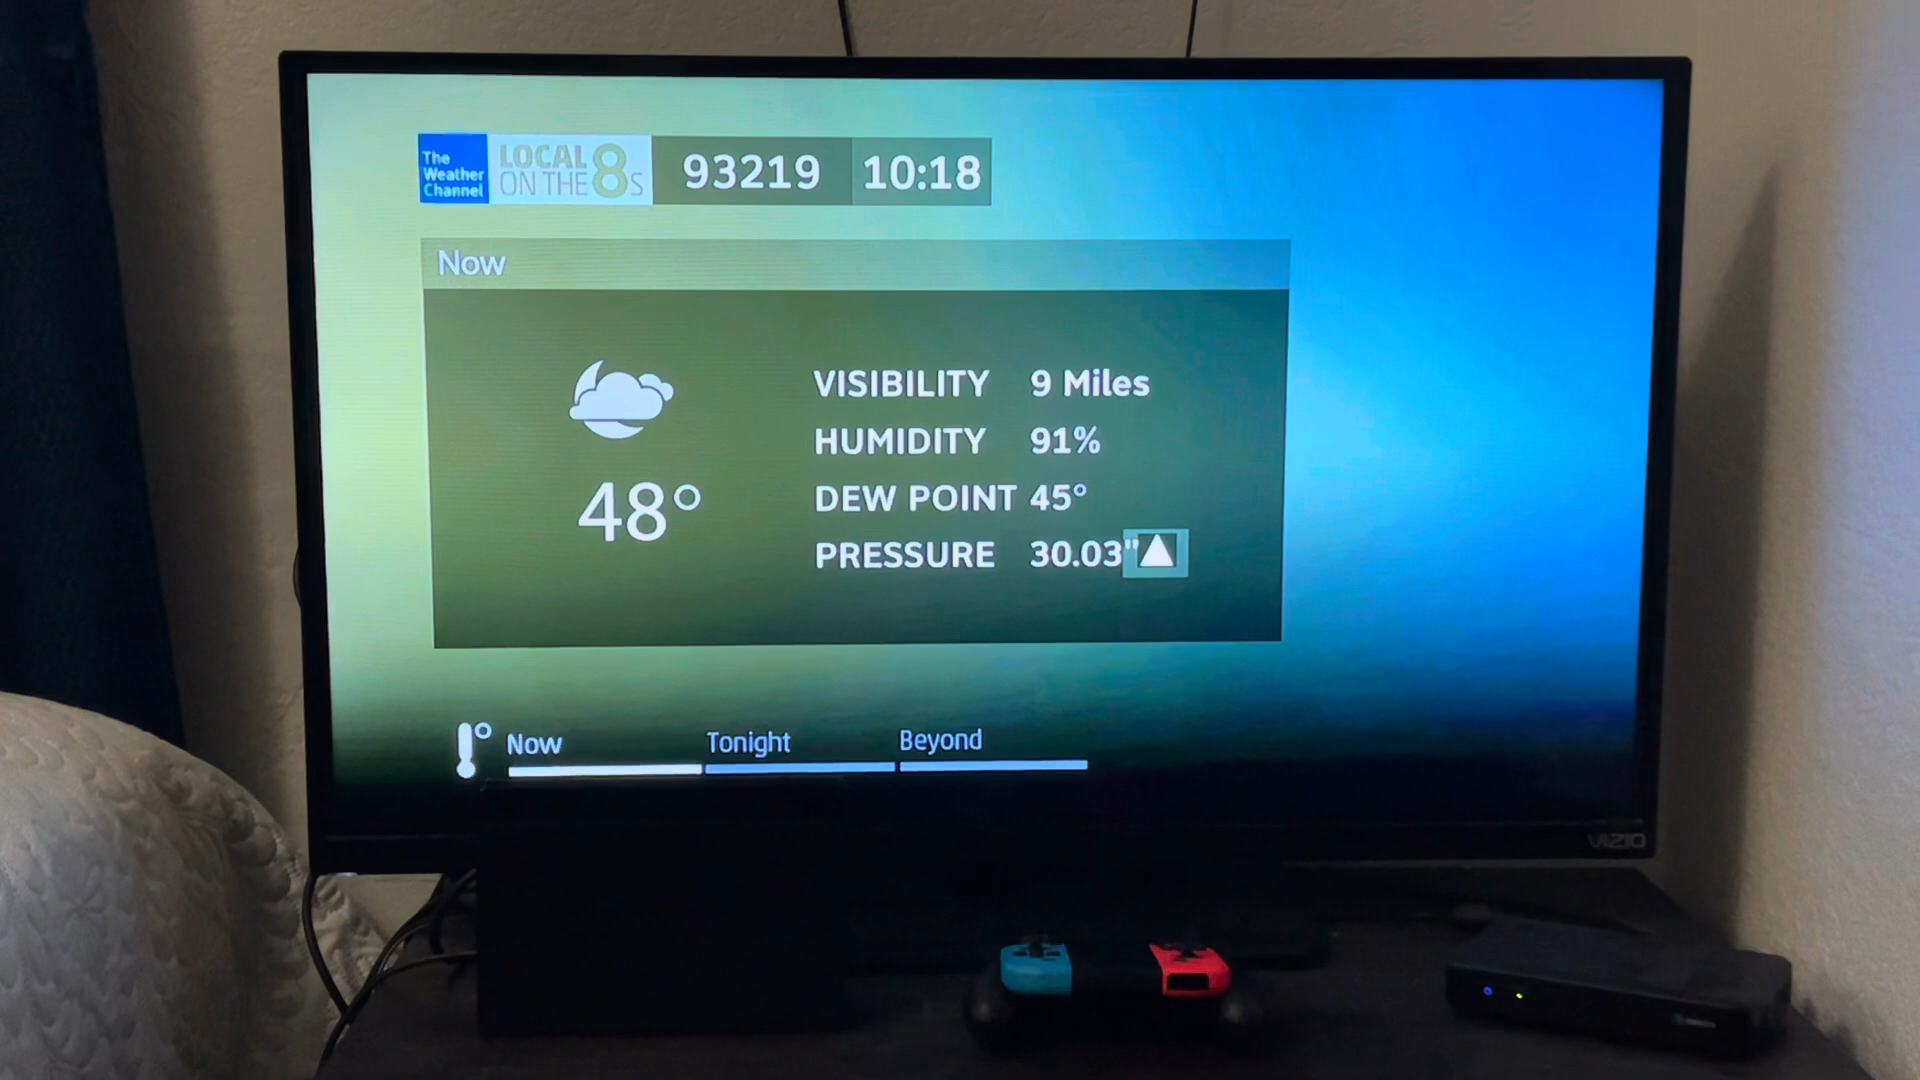 The Weather Channel
LOCAL ON THE 8s
93219 10:18
Now
48°
VISIBILITY 9 Miles
HUMIDITY 91%
DEW POINT 45°
PRESSURE 30.03"
Now Tonight Beyond
VIZIO